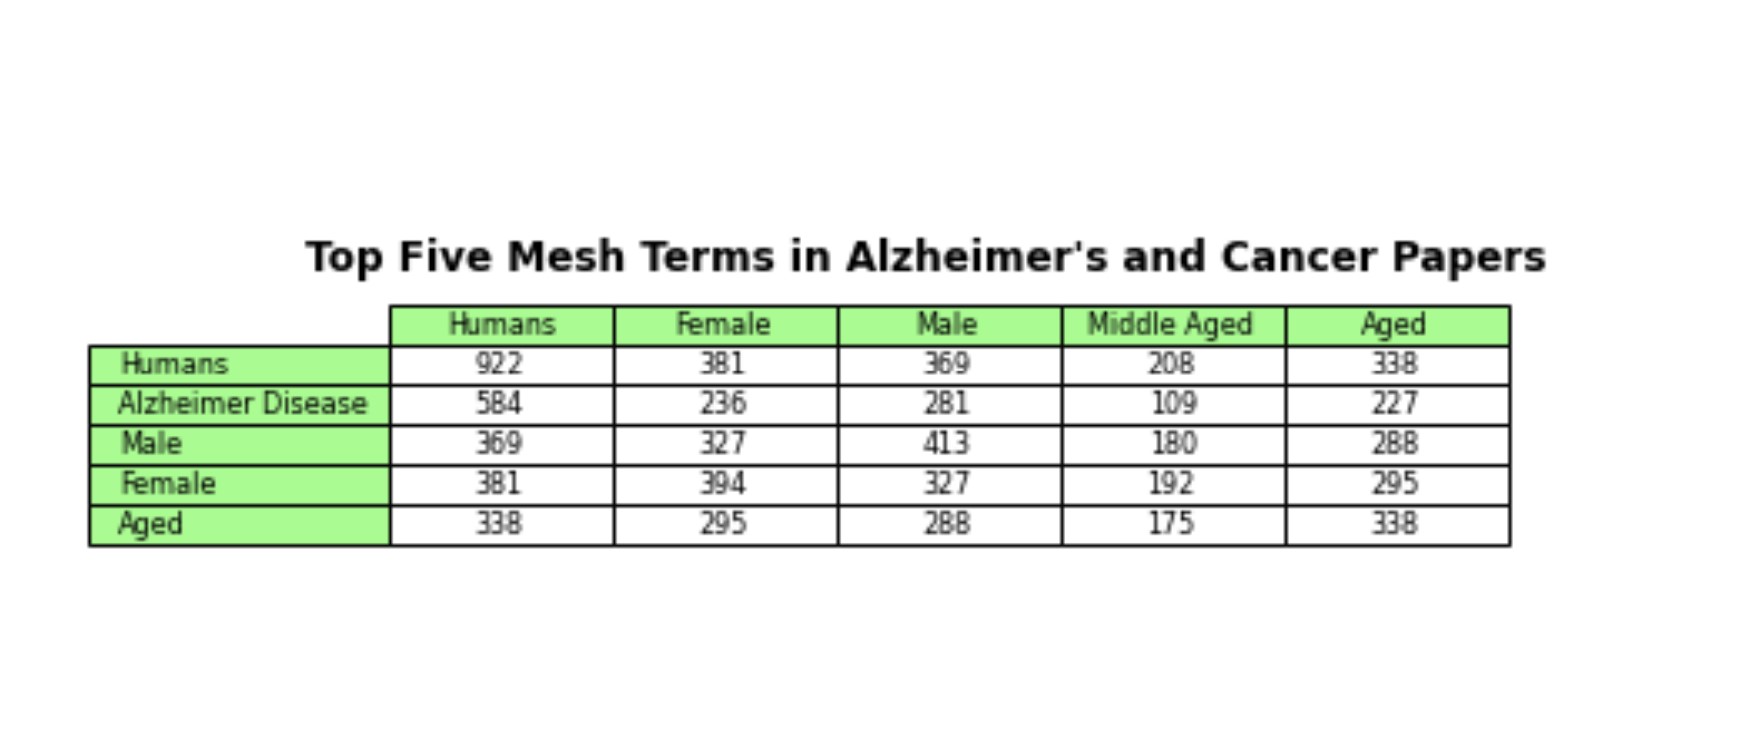 Top Five Mesh Terms in Alzheimer's and Cancer Papers
Humans Female Male Middle Aged Aged
Humans 922 381 369 208 338
Alzheimer Disease 584 236 281 109 227
Male 369 327 413 180 288
Female 381 394 327 192 295
Aged 338 295 288 175 338